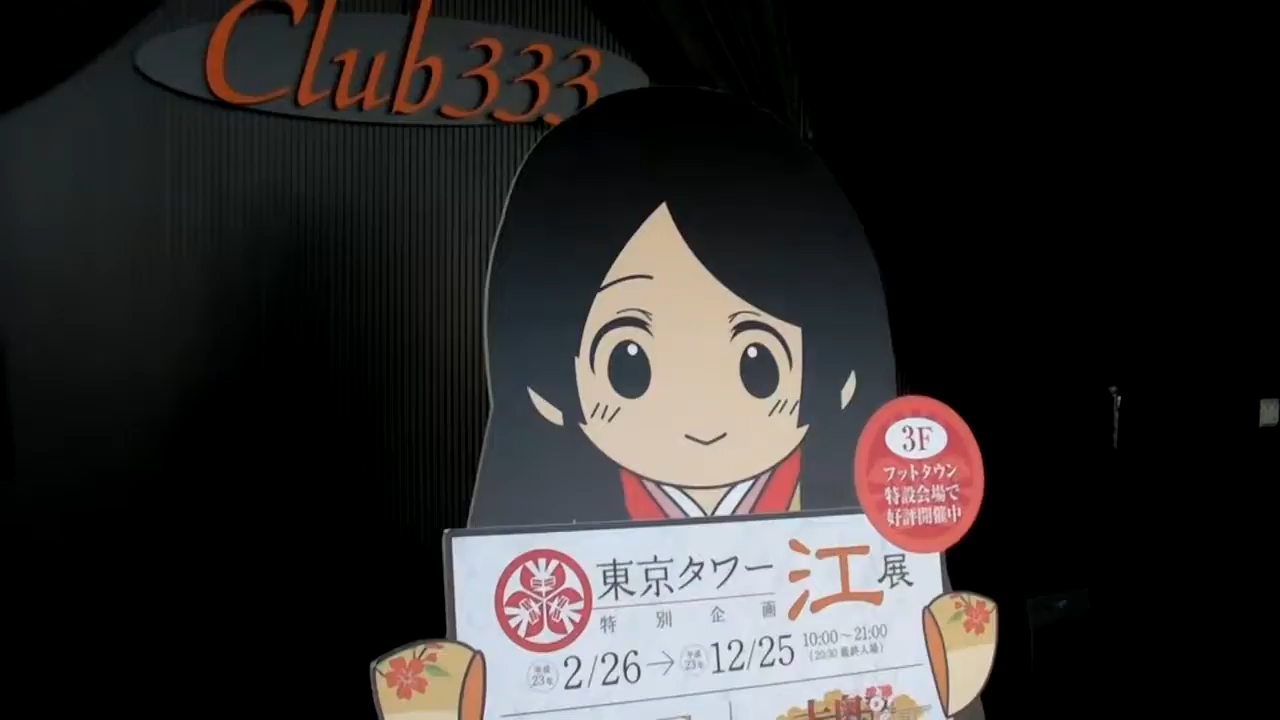 Club333
3F
フットタウン
特設会場で
好評開催中
東京タワー 江 展
特別企画
平成23年 2/26→平成23年 12/25 10:00～21:00
(20:30 最終入場)
大奥